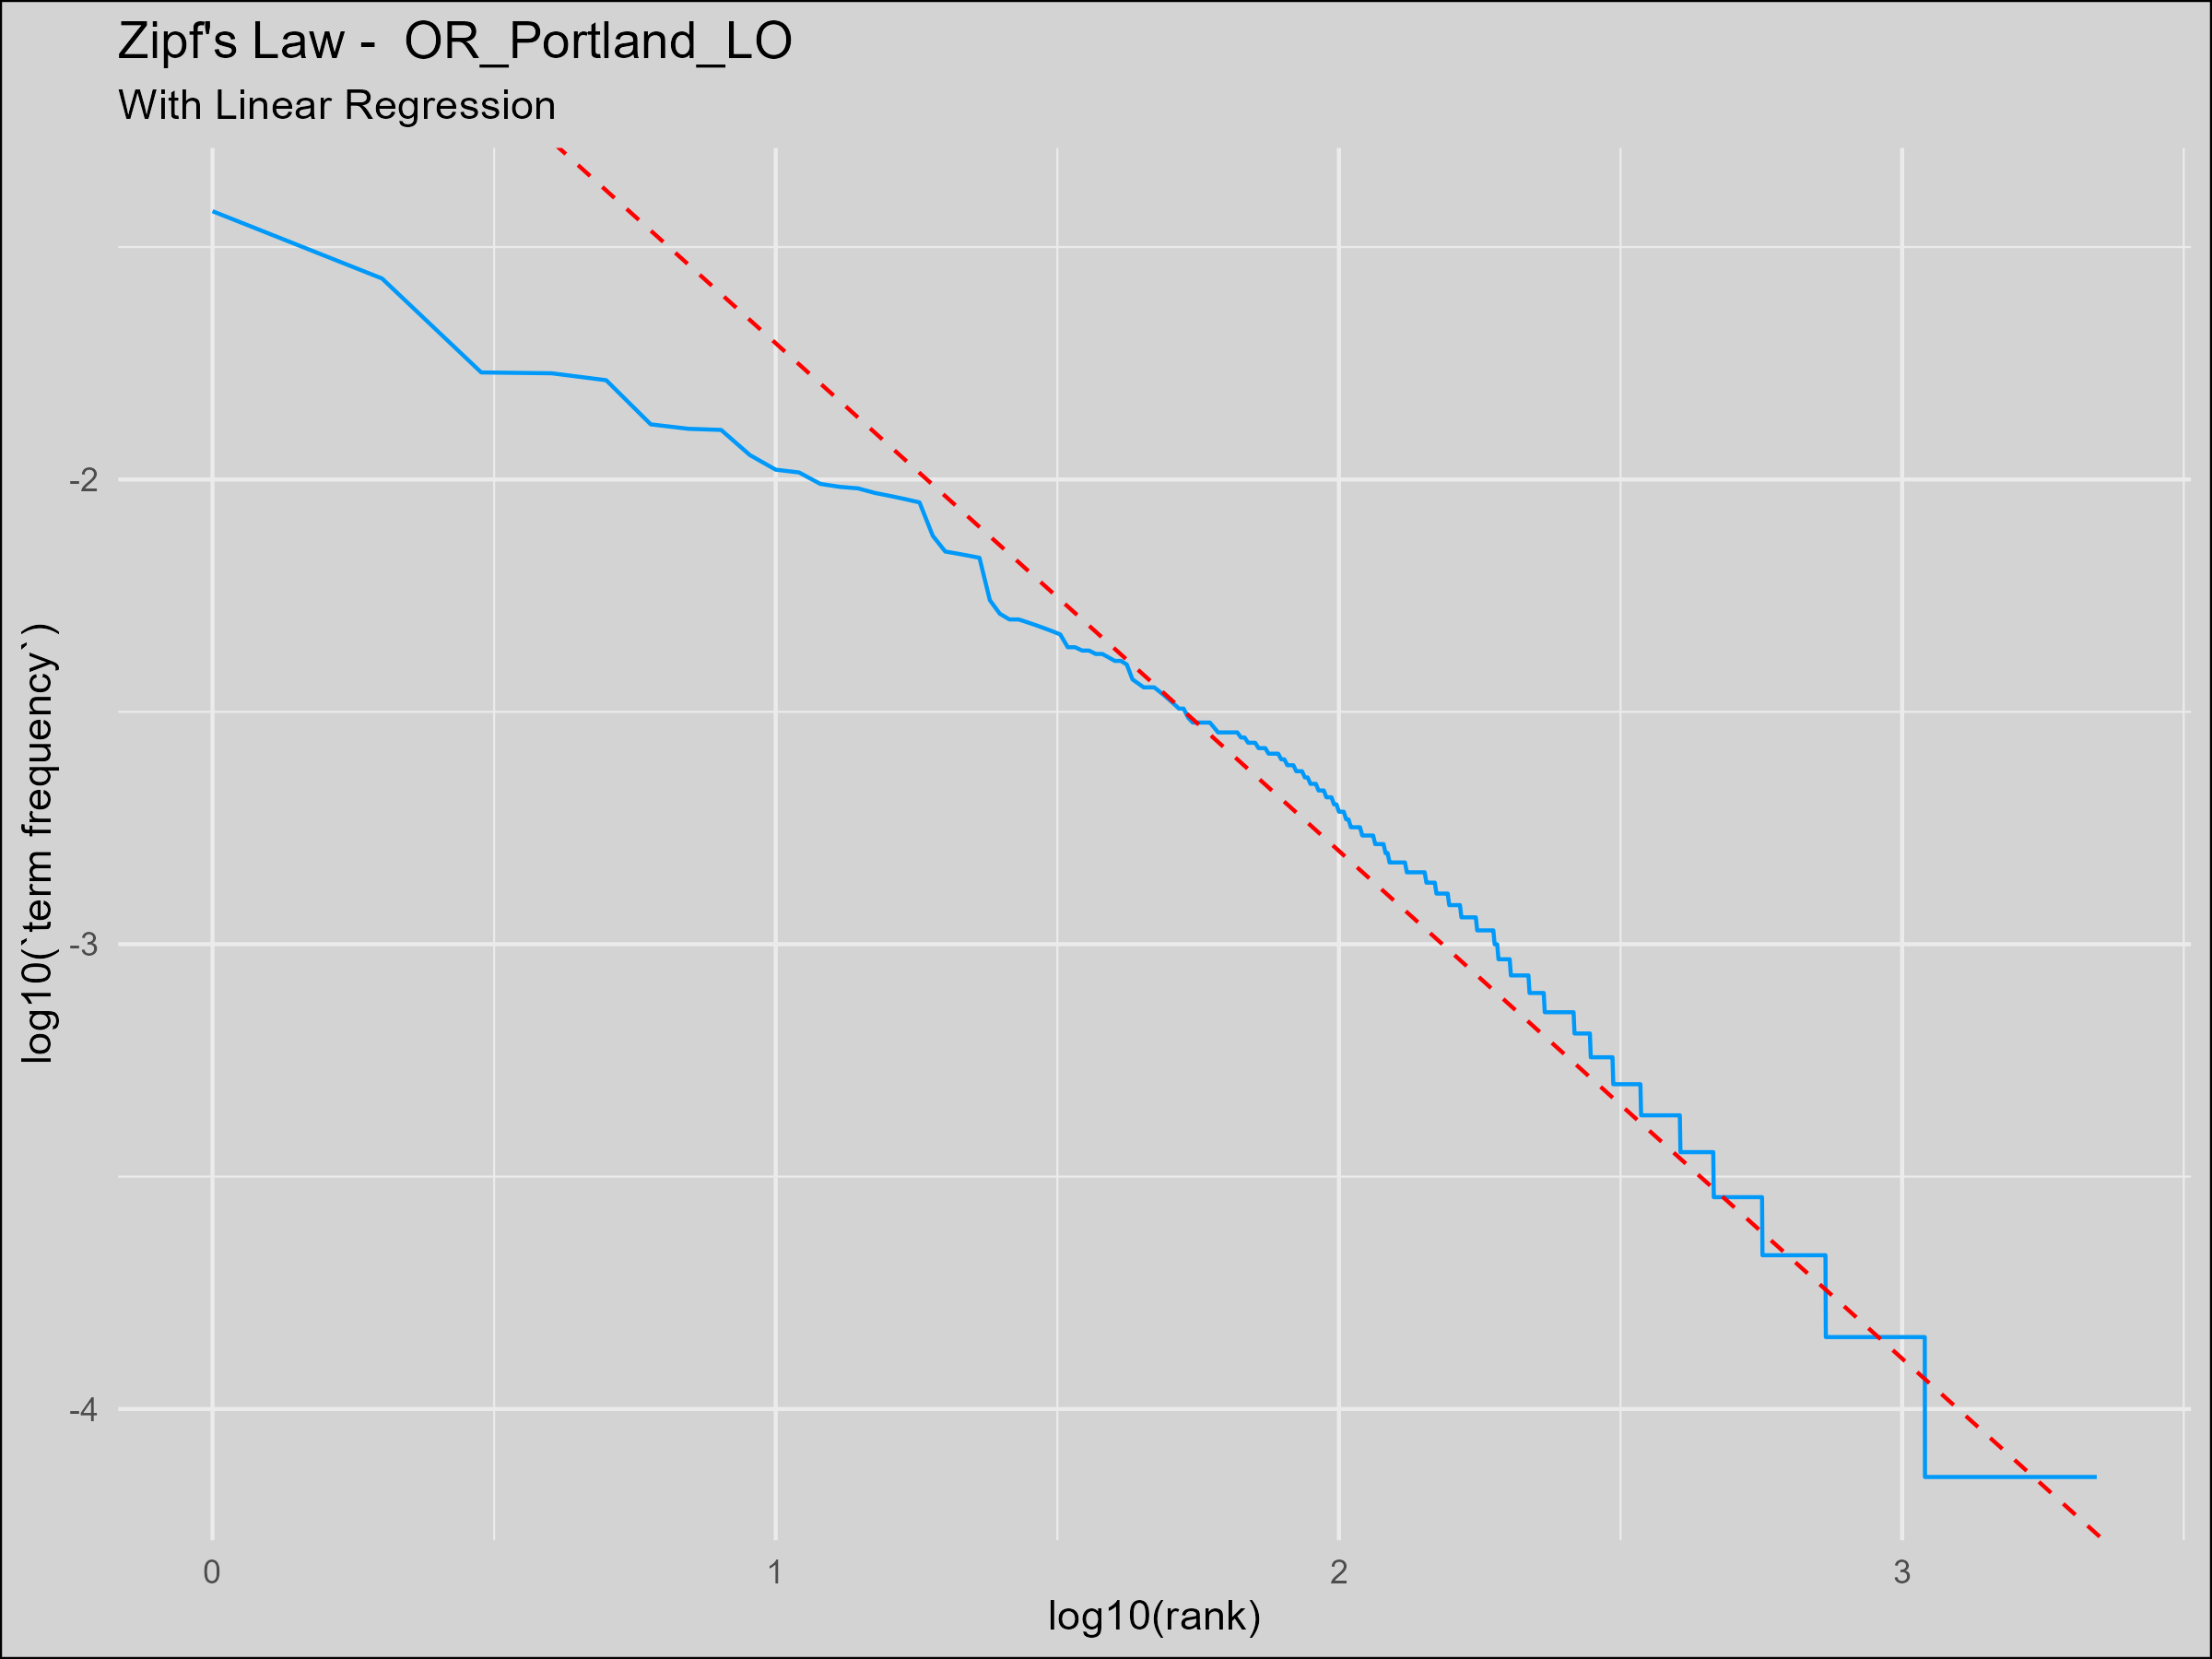 Zipf's Law -  OR_Portland_LO
With Linear Regression
log10(`term frequency`)
-2
-3
-4
0 1 2 3
log10(rank)